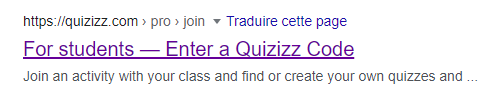 https://quizizz.com › pro › join ▾ Traduire cette page
For students — Enter a Quizizz Code
Join an activity with your class and find or create your own quizzes and ...